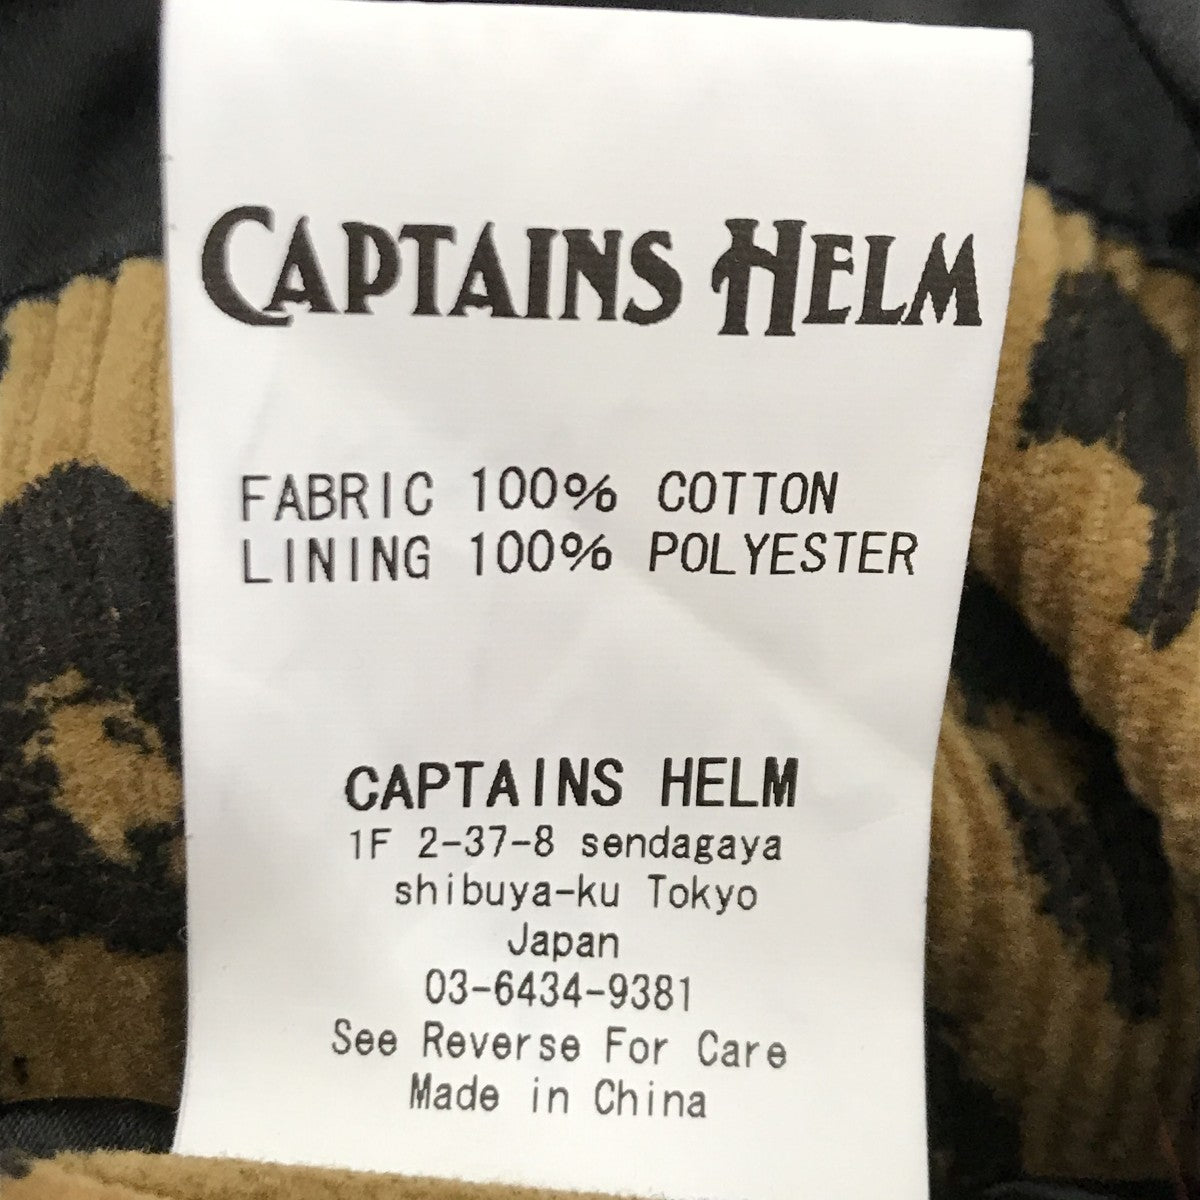 CAPTAINS HELM
FABRIC 100% COTTON
LINING 100% POLYESTER
CAPTAINS HELM
1F 2-37-8 sendagaya
shibuya-ku Tokyo
Japan
03-6434-9381
See Reverse For Care
Made in China